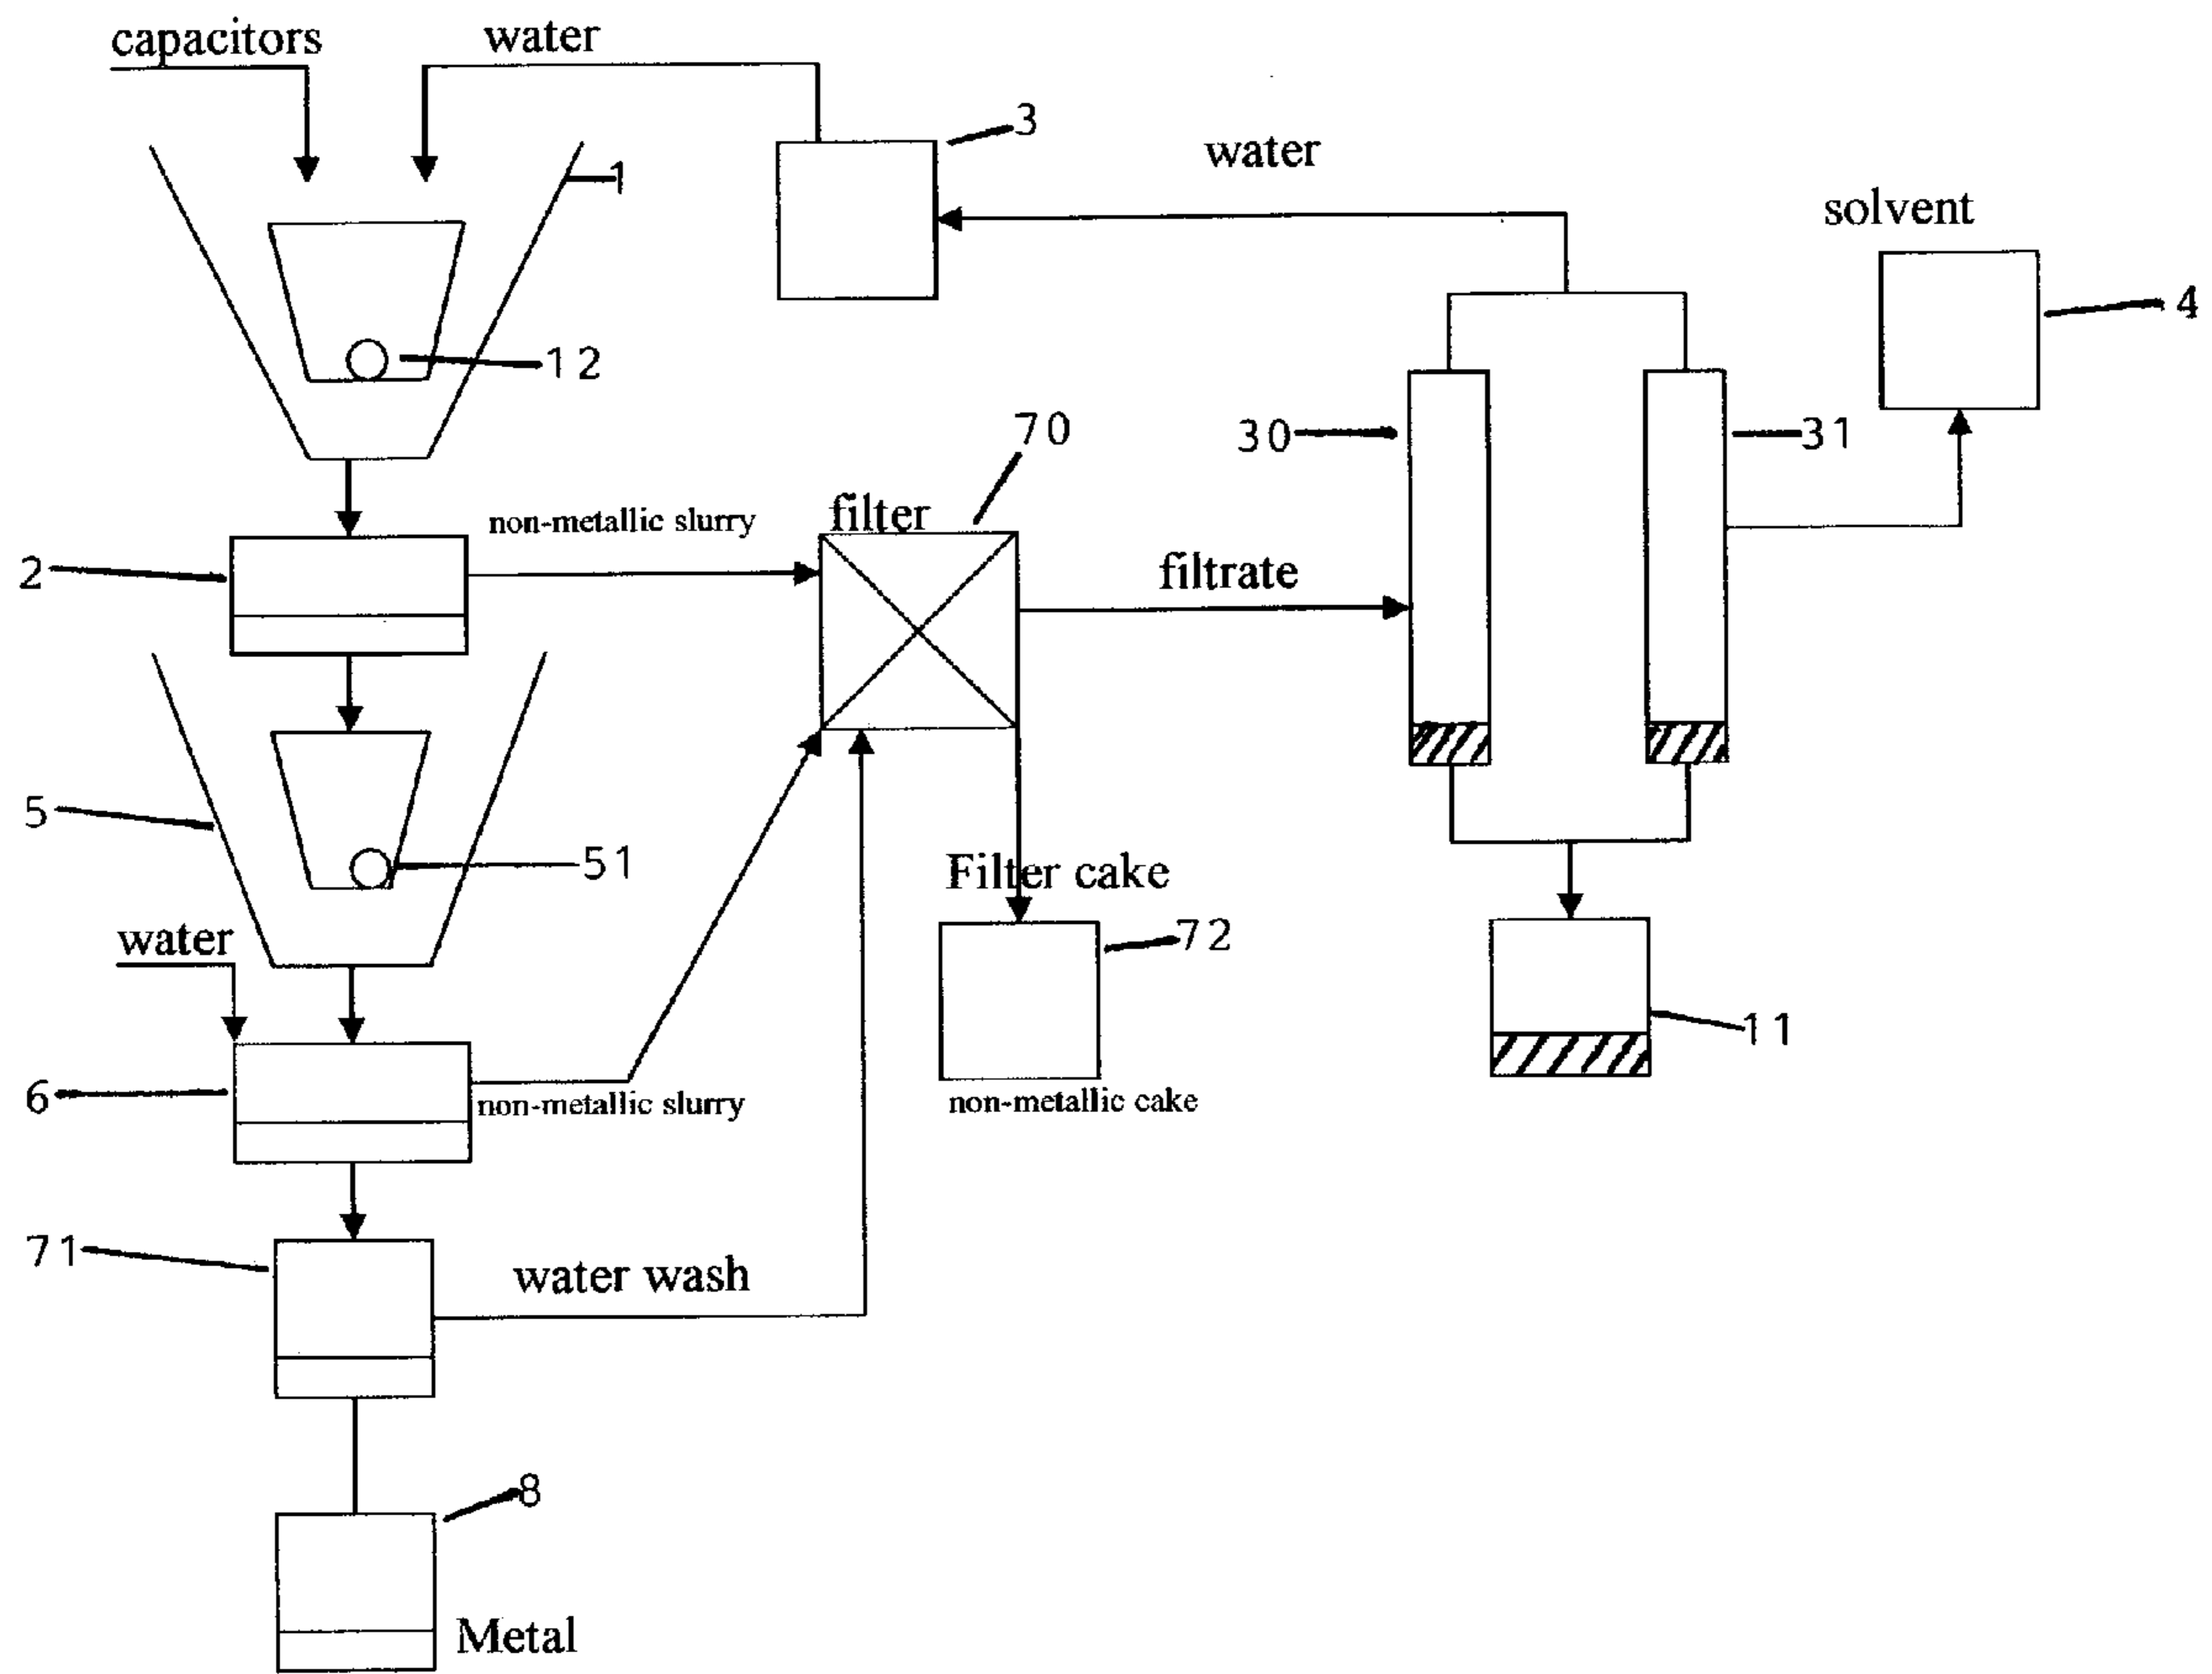 capacitors
water
3
1
water
solvent
4
12
70
30
31
filter
non-metallic slurry
2
filtrate
5
51
Filter cake
72
water
11
6
non-metallic slurry
non-metallic cake
71
water wash
8
Metal